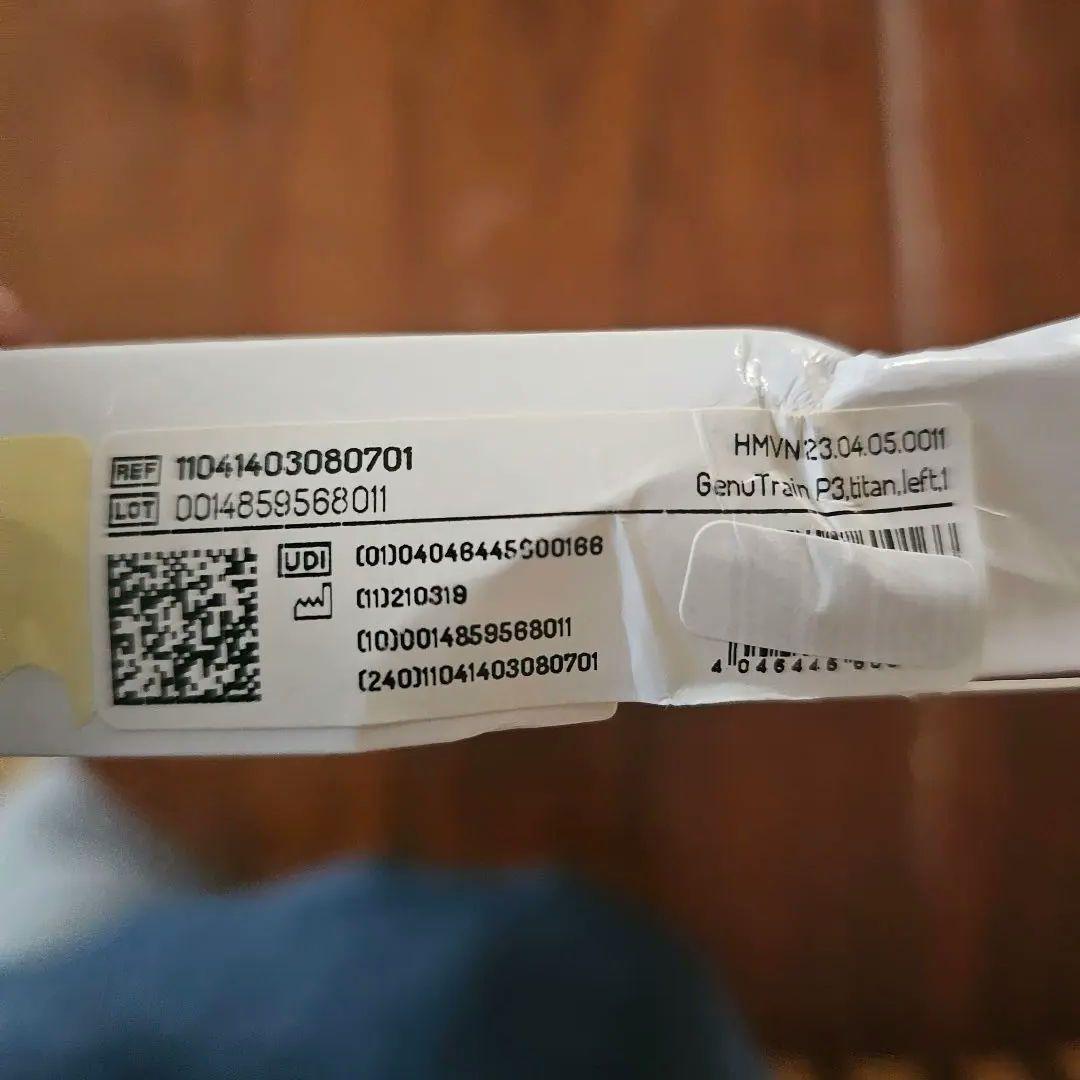 REF 11041403080701
LOT 0014859568011
HMVN 23.04.05.0011
GenuTrain P3,titan,left,1
UDI (01)04046445900166
(11)210319
(10)0014859568011
(240)11041403080701
4 046445